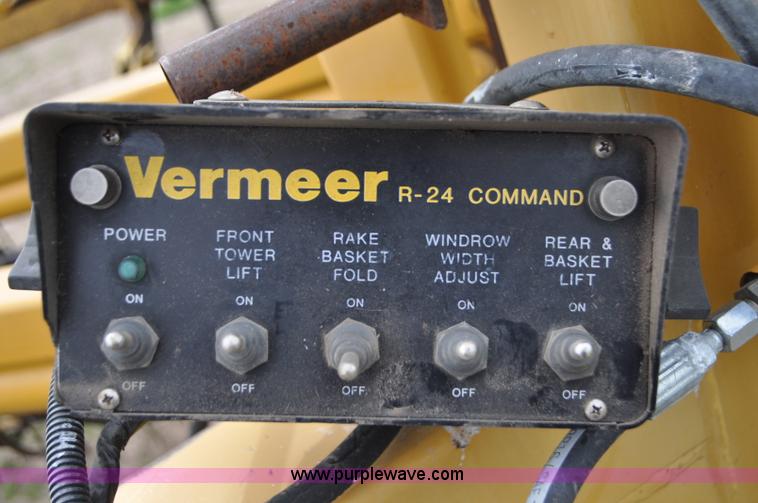 Vermeer R-24 COMMAND
POWER
FRONT
TOWER
LIFT
RAKE
BASKET
FOLD
WINDROW
WIDTH
ADJUST
REAR &
BASKET
LIFT
ON ON ON ON ON
OFF OFF OFF OFF OFF
www.purplewave.com